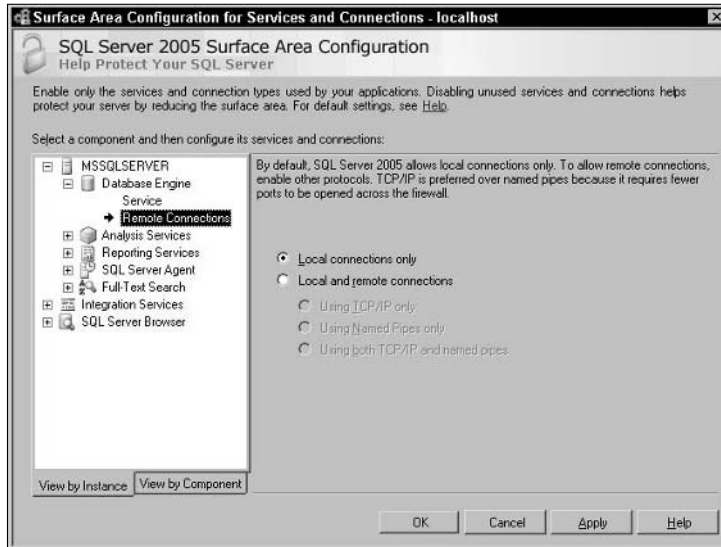 Surface Area Configuration for Services and Connections - localhost
SQL Server 2005 Surface Area Configuration
Help Protect Your SQL Server
Enable only the services and connection types used by your applications. Disabling unused services and connections helps
protect your server by reducing the surface area. For default settings, see Help.
Select a component and then configure its services and connections:
MSSQLSERVER
Database Engine
Service
Remote Connections
Analysis Services
Reporting Services
SQL Server Agent
Full-Text Search
Integration Services
SQL Server Browser
View by Instance
View by Component
By default, SQL Server 2005 allows local connections only. To allow remote connections,
enable other protocols. TCP/IP is preferred over named pipes because it requires fewer
ports to be opened across the firewall.
Local connections only
Local and remote connections
Using TCP/IP only
Using Named Pipes only
Using both TCP/IP and named pipes
OK
Cancel
Apply
Help